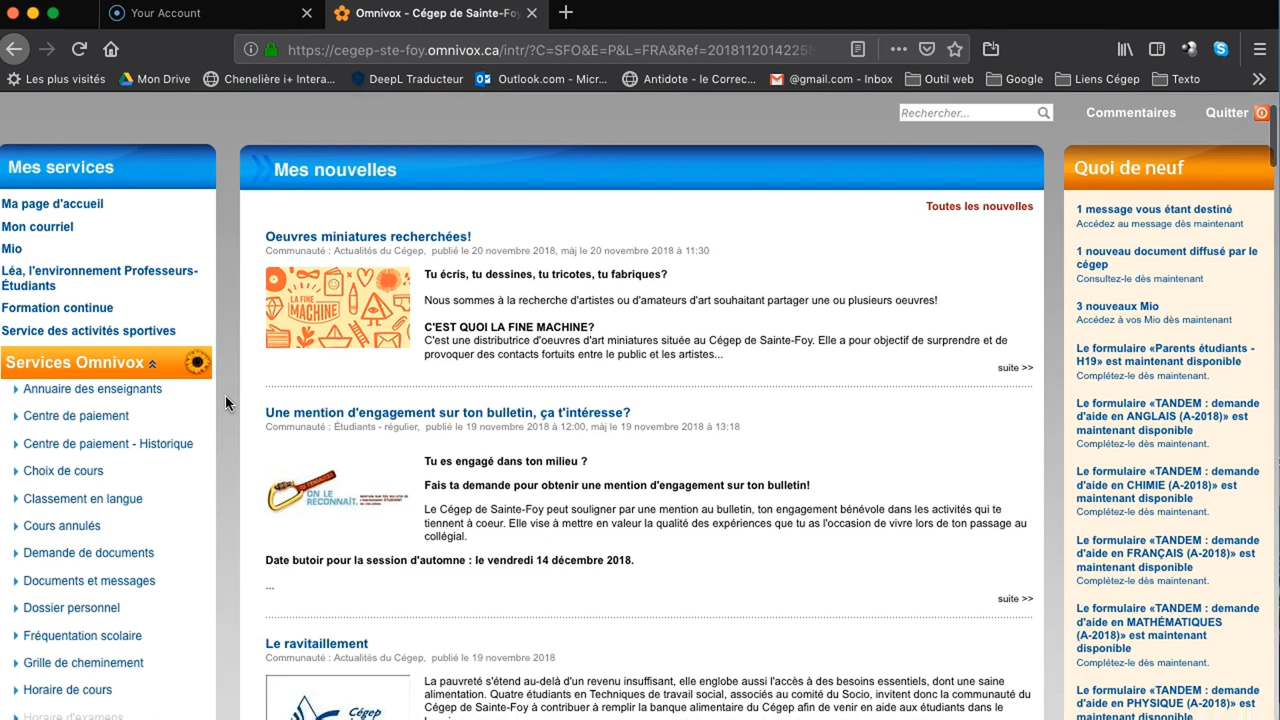 Your Account
Omnivox - Cégep de Sainte-Foy
https://cegep-ste-foy.omnivox.ca/intr/?C=SFO&E=P&L=FRA&Ref=20181120142255
Les plus visités
Mon Drive
Chenelière i+ Intera...
DeepL Traducteur
Outlook.com - Micr...
Antidote - le Correc...
@gmail.com - Inbox
Outil web
Google
Liens Cégep
Texto
Rechercher...
Commentaires
Quitter
Mes services
Ma page d'accueil
Mon courriel
Mio
Léa, l'environnement Professeurs-
Étudiants
Formation continue
Service des activités sportives
Services Omnivox
Annuaire des enseignants
Centre de paiement
Centre de paiement - Historique
Choix de cours
Classement en langue
Cours annulés
Demande de documents
Documents et messages
Dossier personnel
Fréquentation scolaire
Grille de cheminement
Horaire de cours
Horaire d'examens
Mes nouvelles
Toutes les nouvelles
Oeuvres miniatures recherchées!
Communauté : Actualités du Cégep, publié le 20 novembre 2018, màj le 20 novembre 2018 à 11:30
LA FINE
MACHINE
Tu écris, tu dessines, tu tricotes, tu fabriques?
Nous sommes à la recherche d'artistes ou d'amateurs d'art souhaitant partager une ou plusieurs oeuvres!
C'EST QUOI LA FINE MACHINE?
C'est une distributrice d'oeuvres d'art miniatures située au Cégep de Sainte-Foy. Elle a pour objectif de surprendre et de
provoquer des contacts fortuits entre le public et les artistes...
suite >>
Une mention d'engagement sur ton bulletin, ça t'intéresse?
Communauté : Étudiants - régulier, publié le 19 novembre 2018 à 12:00, màj le 19 novembre 2018 à 13:18
ON LE
RECONNAÎT.
Tu es engagé dans ton milieu ?
Fais ta demande pour obtenir une mention d'engagement sur ton bulletin!
Le Cégep de Sainte-Foy peut souligner par une mention au bulletin, ton engagement bénévole dans les activités qui te
tiennent à coeur. Elle vise à mettre en valeur la qualité des expériences que tu as l'occasion de vivre lors de ton passage au
collégial.
Date butoir pour la session d'automne : le vendredi 14 décembre 2018.
...
suite >>
Le ravitaillement
Communauté : Actualités du Cégep, publié le 19 novembre 2018
Cégep
La pauvreté s'étend au-delà d'un revenu insuffisant, elle englobe aussi l'accès à des besoins essentiels, dont une saine
alimentation. Quatre étudiants en Techniques de travail social, associés au comité du Socio, invitent donc la communauté du
Cégep de Sainte-Foy à contribuer à remplir la banque alimentaire du Cégep afin de venir en aide aux étudiants dans le
Quoi de neuf
1 message vous étant destiné
Accédez au message dès maintenant
1 nouveau document diffusé par le
cégep
Consultez-le dès maintenant
3 nouveaux Mio
Accédez à vos Mio dès maintenant
Le formulaire «Parents étudiants -
H19» est maintenant disponible
Complétez-le dès maintenant.
Le formulaire «TANDEM : demande
d'aide en ANGLAIS (A-2018)» est
maintenant disponible
Complétez-le dès maintenant.
Le formulaire «TANDEM : demande
d'aide en CHIMIE (A-2018)» est
maintenant disponible
Complétez-le dès maintenant.
Le formulaire «TANDEM : demande
d'aide en FRANÇAIS (A-2018)» est
maintenant disponible
Complétez-le dès maintenant.
Le formulaire «TANDEM : demande
d'aide en MATHÉMATIQUES
(A-2018)» est maintenant
disponible
Complétez-le dès maintenant.
Le formulaire «TANDEM : demande
d'aide en PHYSIQUE (A-2018)» est
maintenant disponible